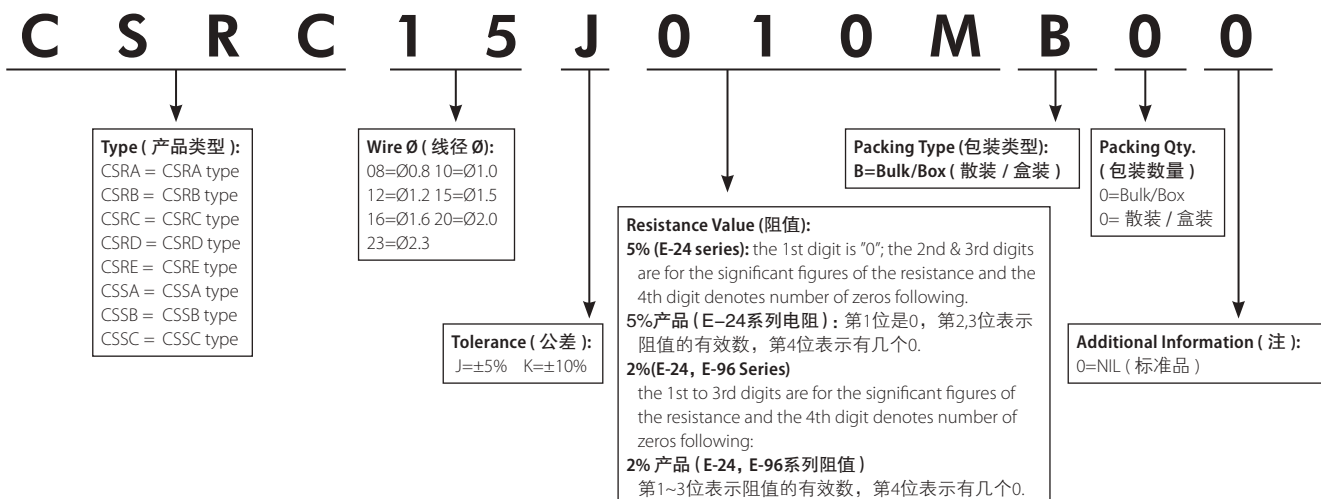 C S R C 1 5 J 0 1 0 M B 0 0
Type ( 产品类型 ):
CSRA = CSRA type
CSRB = CSRB type
CSRC = CSRC type
CSRD = CSRD type
CSRE = CSRE type
CSSA = CSSA type
CSSB = CSSB type
CSSC = CSSC type
Wire Ø ( 线径 Ø):
08=Ø0.8 10=Ø1.0
12=Ø1.2 15=Ø1.5
16=Ø1.6 20=Ø2.0
23=Ø2.3
Tolerance ( 公差 ):
J=±5% K=±10%
Resistance Value (阻值):
5% (E-24 series): the 1st digit is "0"; the 2nd & 3rd digits
are for the significant figures of the resistance and the
4th digit denotes number of zeros following.
5%产品 ( E–24系列电阻 ) : 第1位是0，第2,3位表示
阻值的有效数，第4位表示有几个0.
2%(E-24, E-96 Series)
the 1st to 3rd digits are for the significant figures of
the resistance and the 4th digit denotes number of
zeros following:
2% 产品 ( E-24, E-96系列阻值 )
第1~3位表示阻值的有效数，第4位表示有几个0.
Packing Type (包装类型):
B=Bulk/Box ( 散装 / 盒装 )
Packing Qty.
( 包装数量 )
0=Bulk/Box
0= 散装 / 盒装
Additional Information ( 注 ):
0=NIL ( 标准品 )